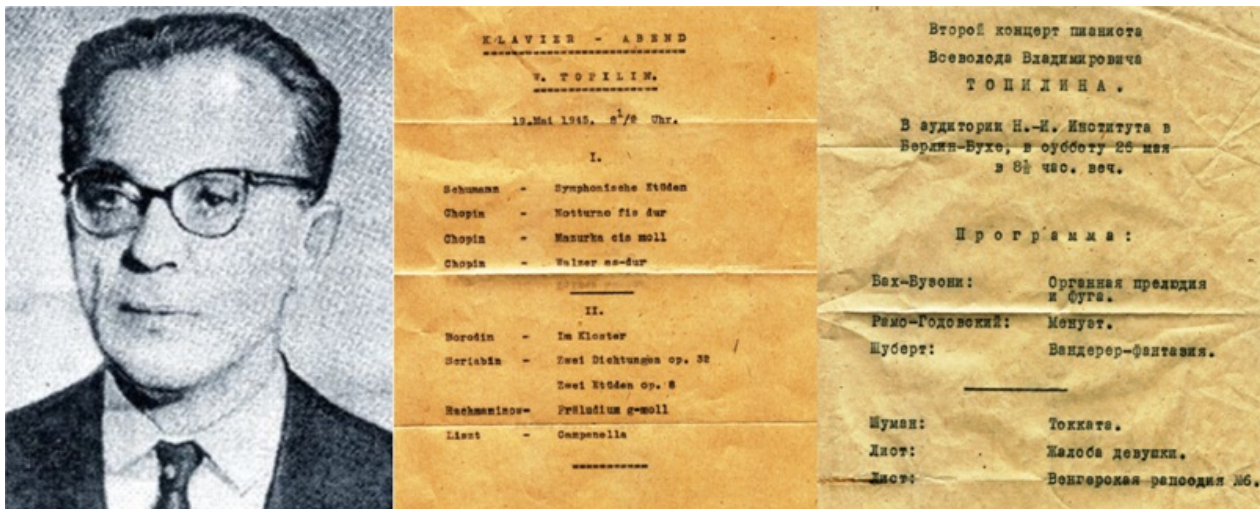 KLAVIER - ABEND
W. TOPILIN.
19.Mai 1945, 8 1/2 Uhr.
I.
Schumann - Symphonische Etüden
Chopin - Notturno fis dur
Chopin - Mazurka cis moll
Chopin - Walzer as-dur
II.
Borodin - Im Kloster
Scriabin - Zwei Dichtungen op. 32
Zwei Etüden op. 8
Rachmaninow- Präludium g-moll
Liszt - Campanella
Второй концерт пианиста
Всеволода Владимировича
ТОПИЛИНА.
В аудитории Н.-И. Института в
Берлин-Бухе, в субботу 26 мая
в 8½ час. веч.
Программа:
Бах-Бузони: Органная прелюдия
и фуга.
Рамо-Годовский: Менуэт.
Шуберт: Вандерер-фантазия.
Шуман: Токката.
Лист: Жалоба девушки.
Лист: Венгерская рапсодия №6.